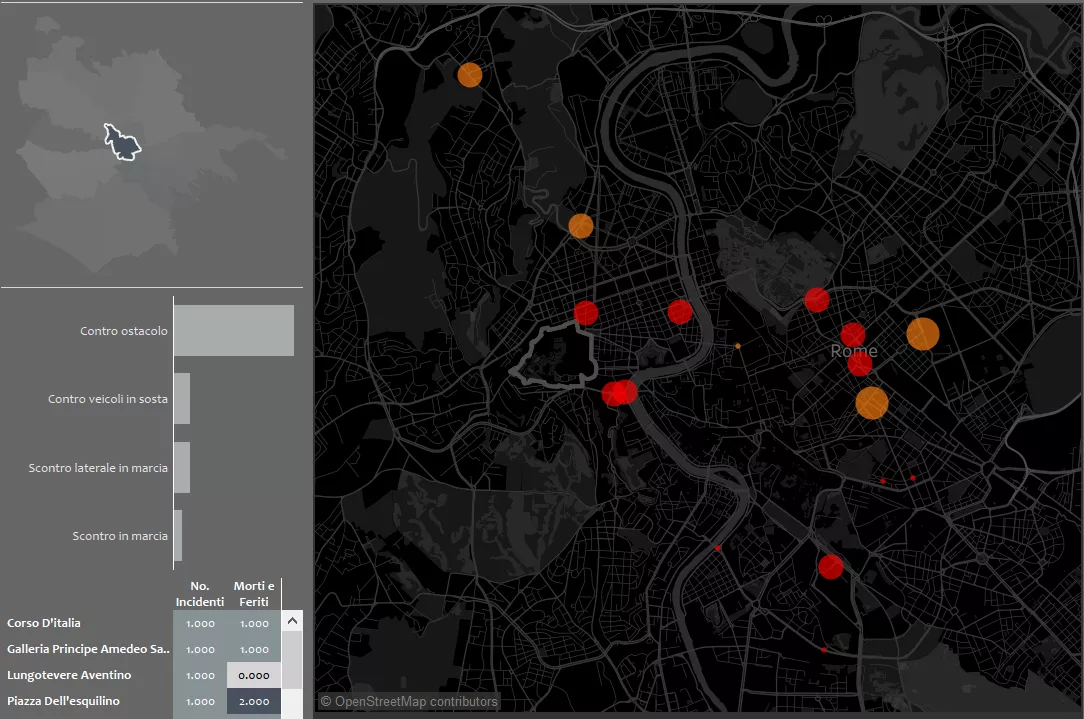 Contro ostacolo
Contro veicoli in sosta
Scontro laterale in marcia
Scontro in marcia
No. Morti e
Incidenti Feriti
Corso D'italia 1.000 1.000
Galleria Principe Amedeo Sa.. 1.000 1.000
Lungotevere Aventino 1.000 0.000
Piazza Dell'esquilino 1.000 2.000
Rome
© OpenStreetMap contributors